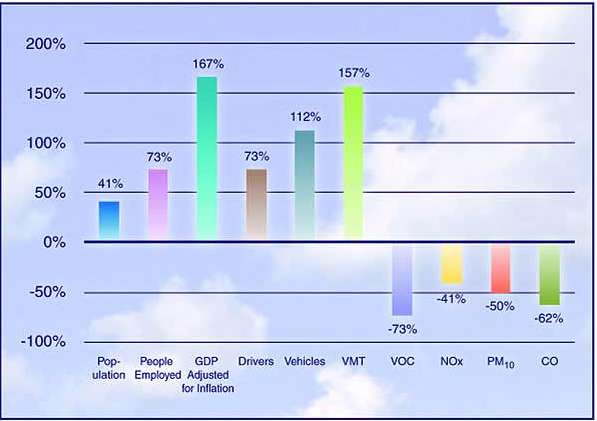 200%
167%
157%
150%
112%
100%
73%
73%
50%
41%
0%
-50%
-41%
-50%
-62%
-73%
-100%
Pop-
ulation
People
Employed
GDP
Adjusted
for Inflation
Drivers
Vehicles
VMT
VOC
NOx
PM10
CO